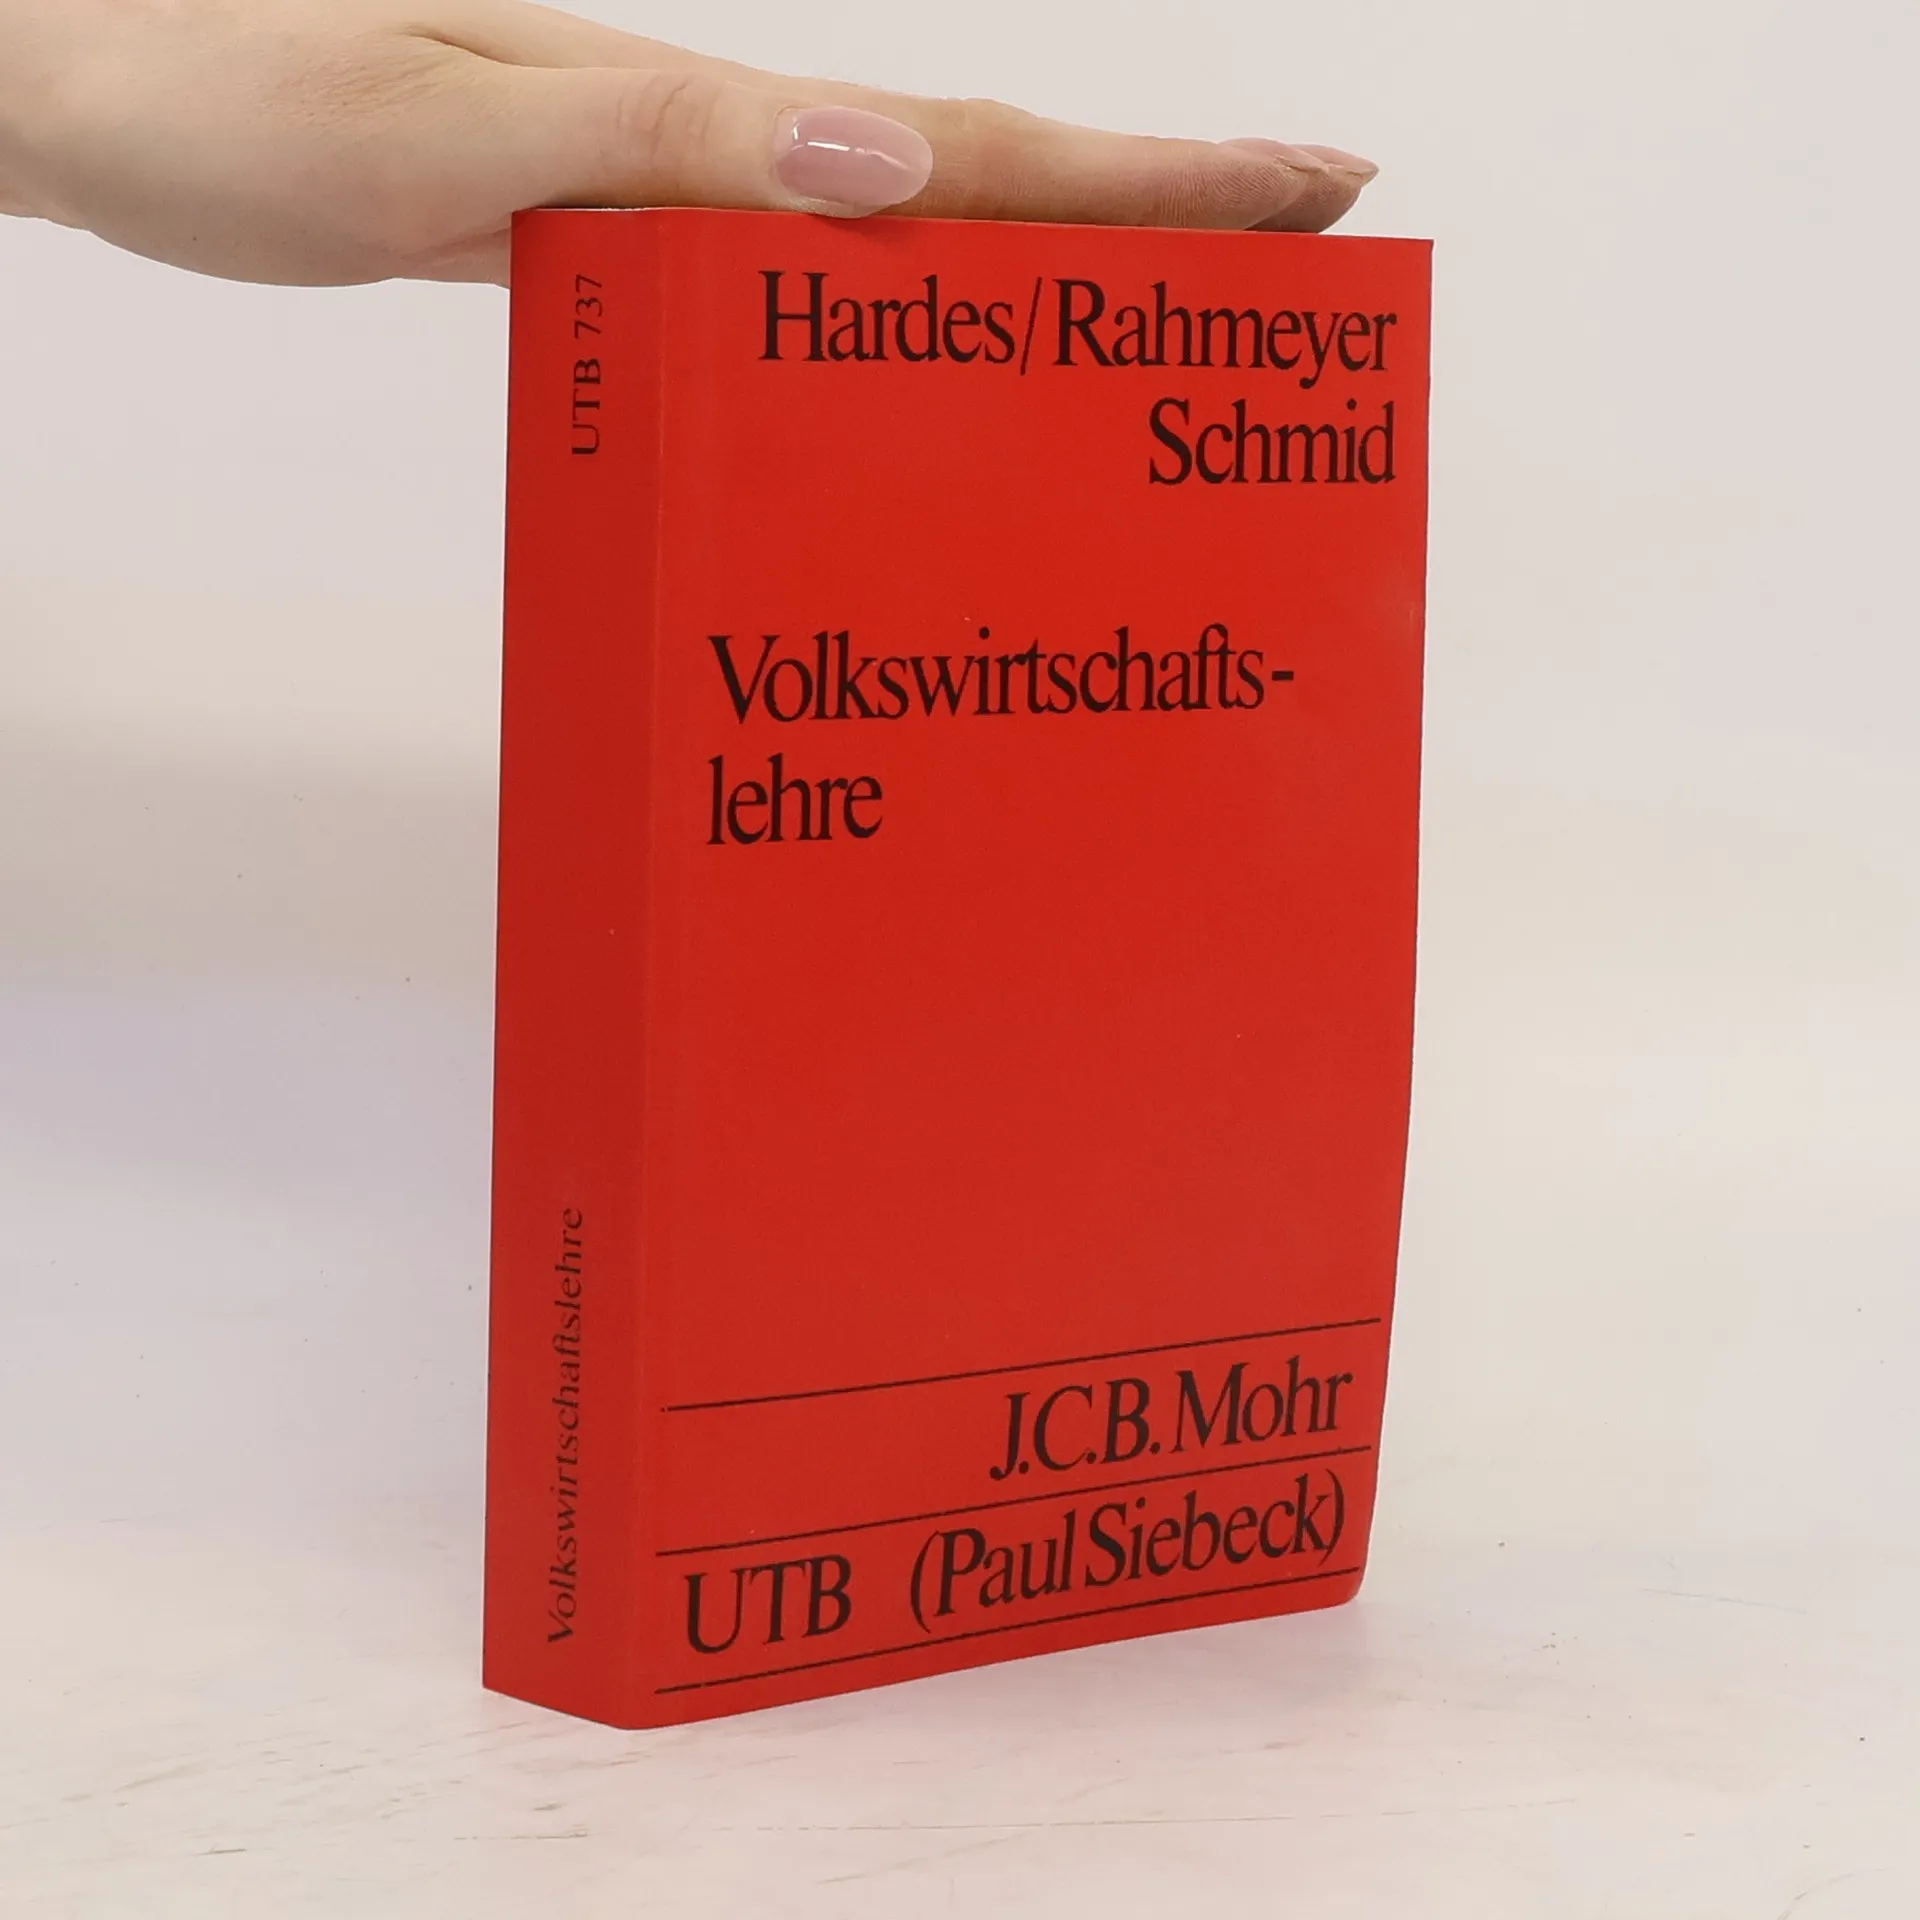 UTB 737
Volkswirtschaftslehre
Hardes/Rahmeyer
Schmid
Volkswirtschafts-
lehre
J.C.B. Mohr
UTB (Paul Siebeck)